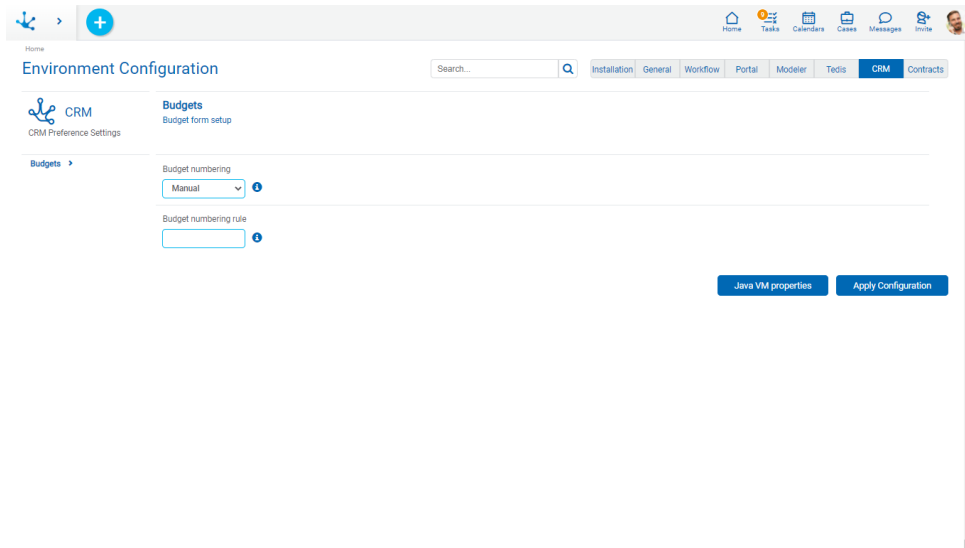 9
Home
Tasks
Calendars
Cases
Messages
Invite
Home
Environment Configuration
Search...
Installation
General
Workflow
Portal
Modeler
Tedis
CRM
Contracts
CRM
CRM Preference Settings
Budgets
Budgets
Budget form setup
Budget numbering
Manual
Budget numbering rule
Java VM properties
Apply Configuration